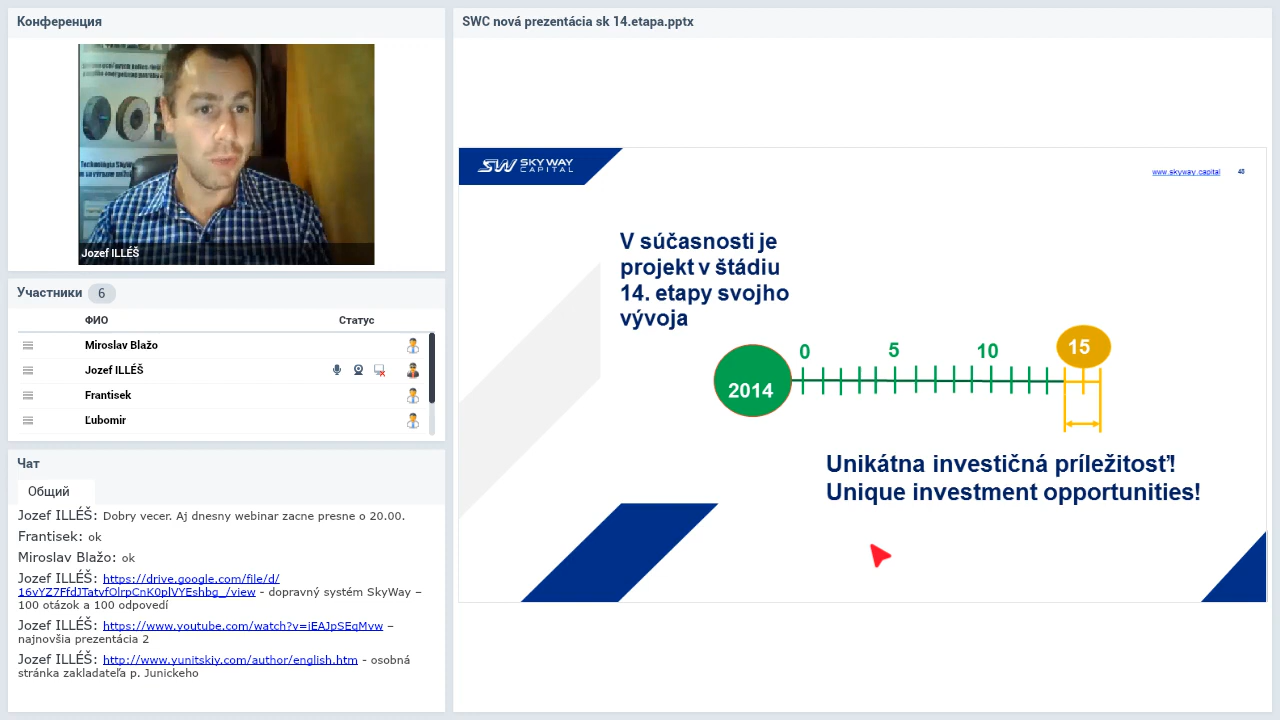 Конференция
Jozef ILLÉŠ
Участники 6
ФИО Статус
Miroslav Blažo
Jozef ILLÉŠ
Frantisek
Ľubomir
Чат
Общий
Jozef ILLÉŠ: Dobry vecer. Aj dnesny webinar zacne presne o 20.00.
Frantisek: ok
Miroslav Blažo: ok
Jozef ILLÉŠ: https://drive.google.com/file/d/
16vYZ7FfdJTatvfOlrpCnK0plVYEshbg_/view - dopravný systém SkyWay –
100 otázok a 100 odpovedí
Jozef ILLÉŠ: https://www.youtube.com/watch?v=iEAJpSEqMvw –
najnovšia prezentácia 2
Jozef ILLÉŠ: http://www.yunitskiy.com/author/english.htm - osobná
stránka zakladateľa p. Junickeho
SWC nová prezentácia sk 14.etapa.pptx
SW SKY WAY
CAPITAL
www.skyway.capital
V súčasnosti je
projekt v štádiu
14. etapy svojho
vývoja
2014 0 5 10 15
Unikátna investičná príležitosť!
Unique investment opportunities!